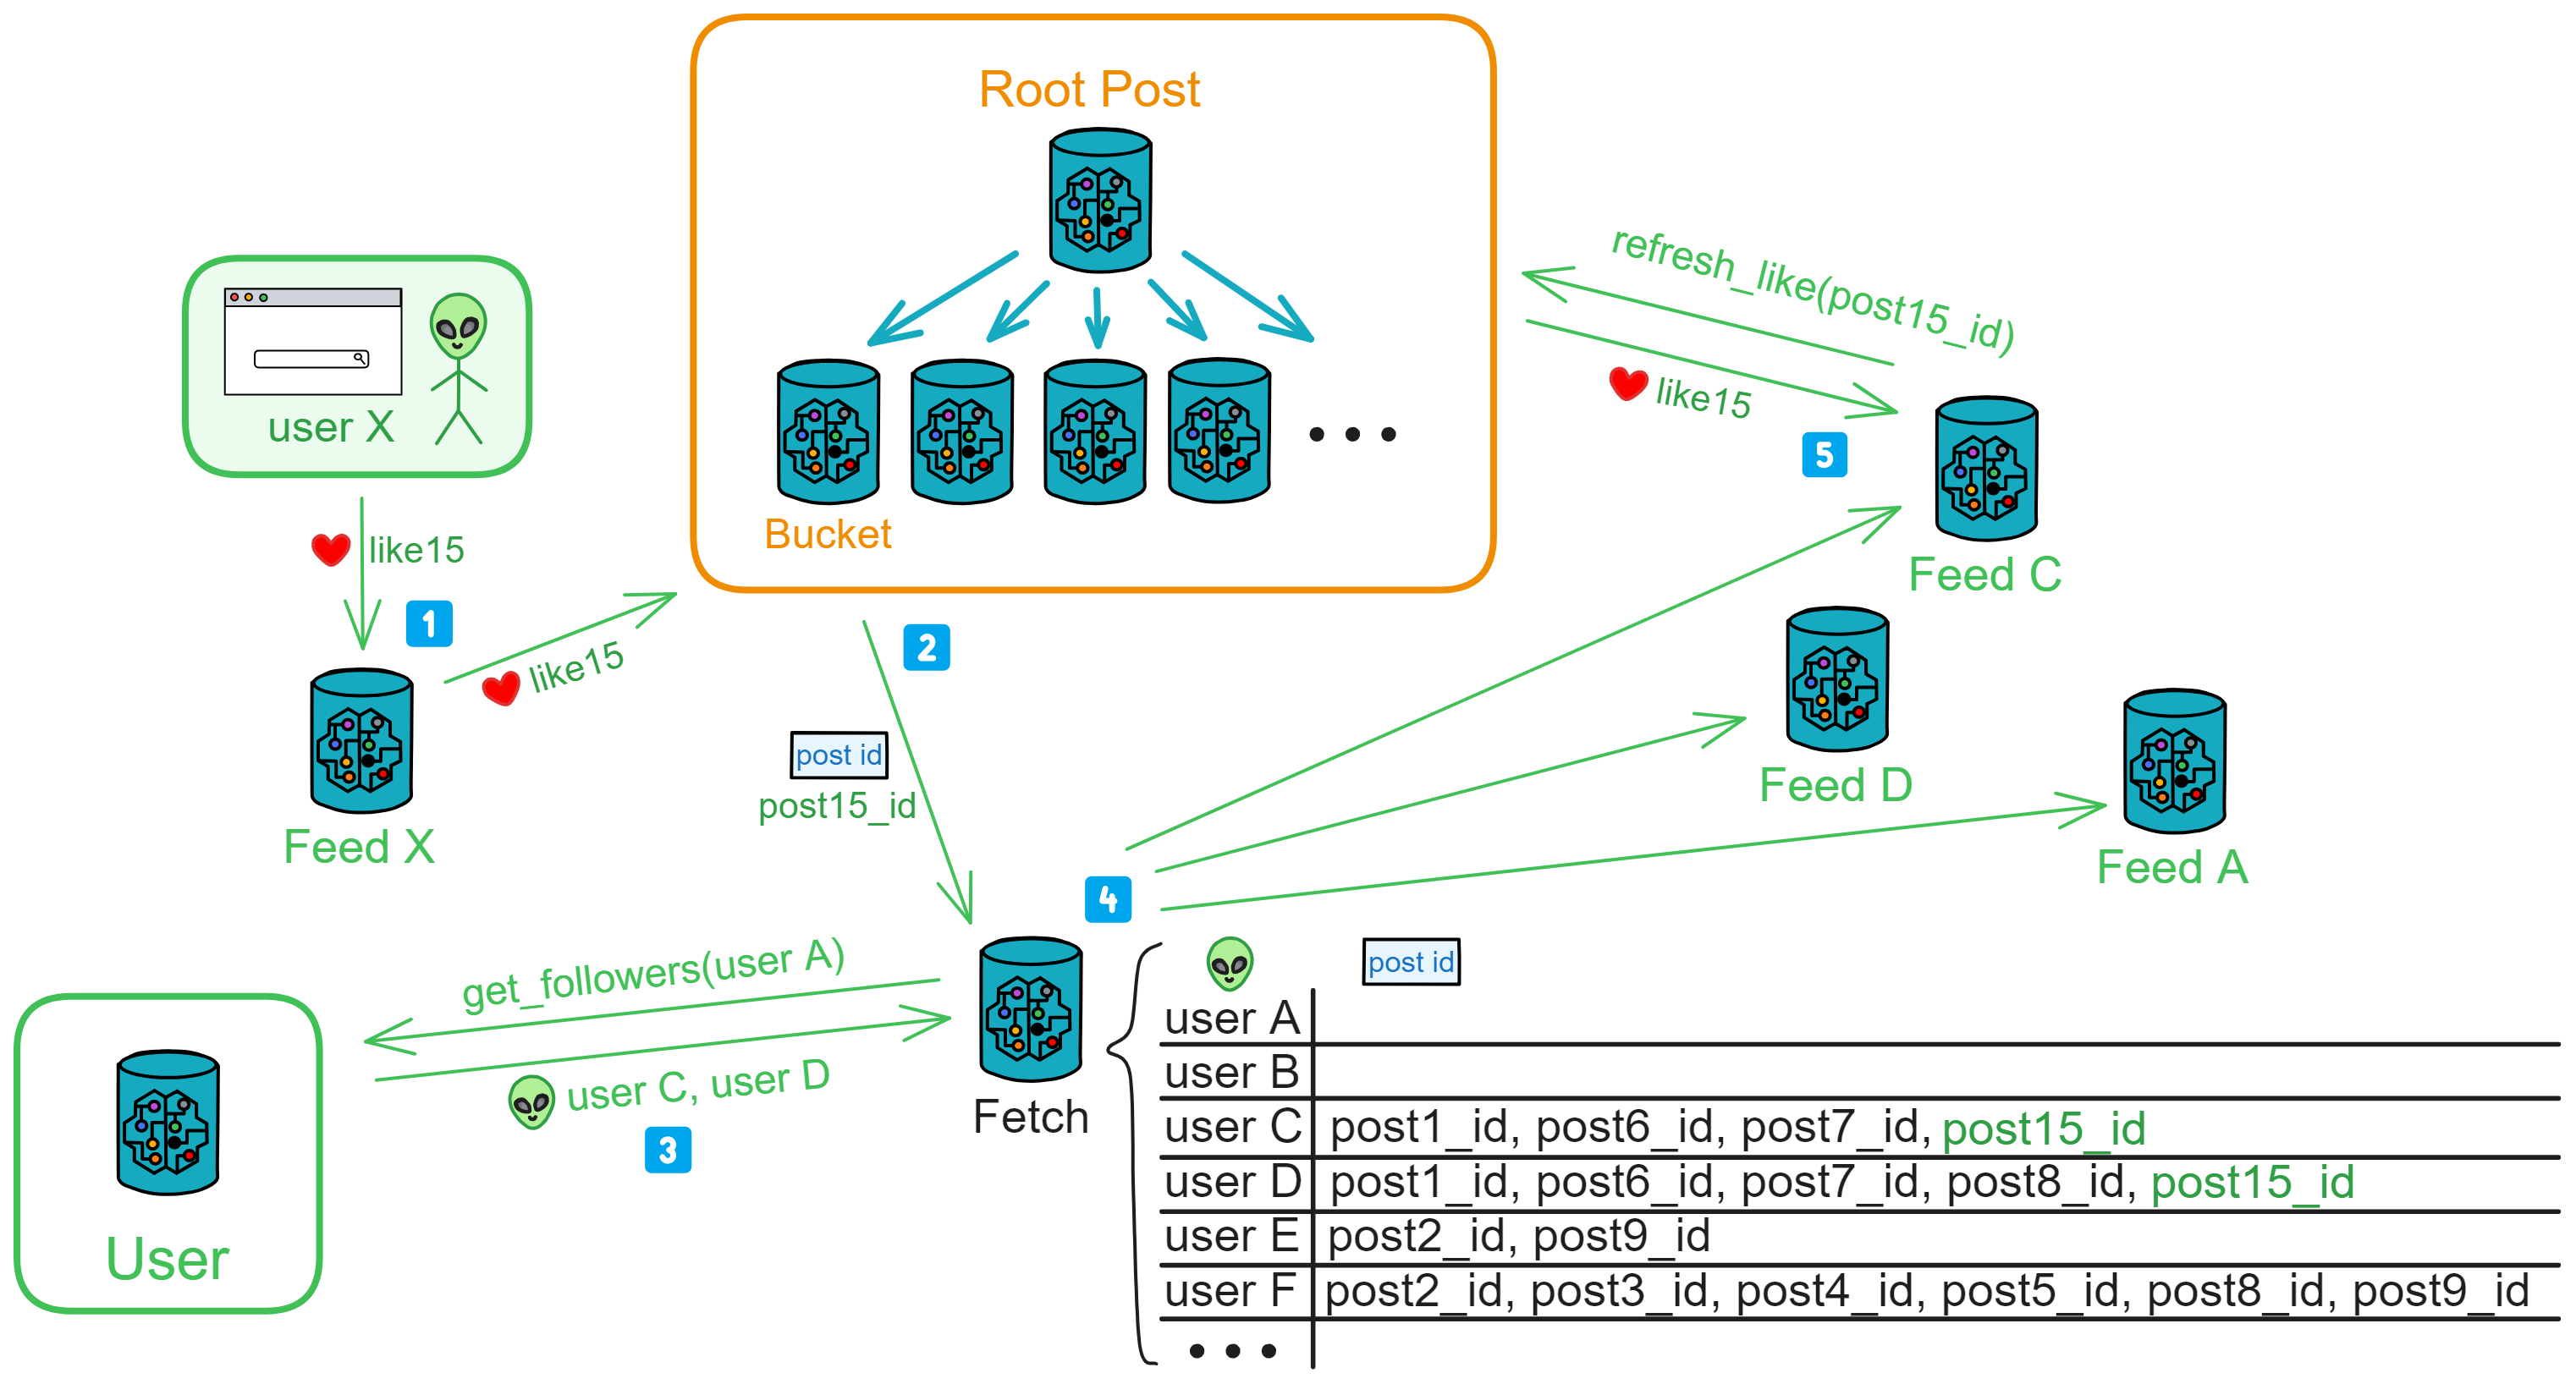 Root Post
Bucket
user X
like15
1
like15
Feed X
2
post id
post15_id
refresh_like(post15_id)
like15
5
Feed C
Feed D
Feed A
4
get_followers(user A)
user C, user D
3
User
Fetch
post id
user A
user B
user C post1_id, post6_id, post7_id, post15_id
user D post1_id, post6_id, post7_id, post8_id, post15_id
user E post2_id, post9_id
user F post2_id, post3_id, post4_id, post5_id, post8_id, post9_id